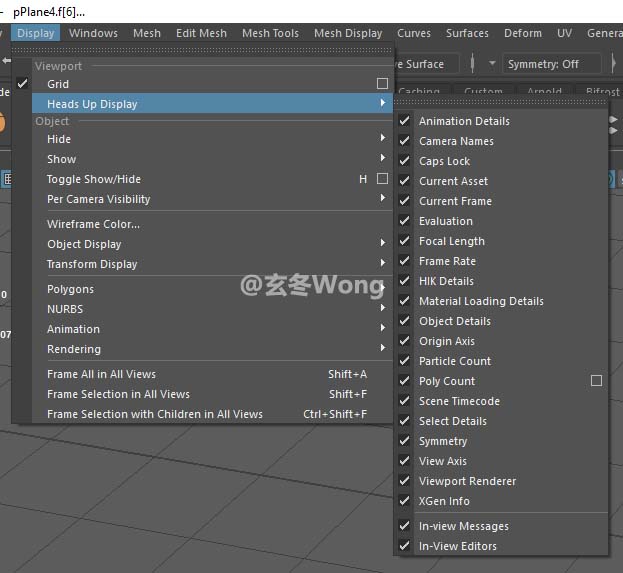 - pPlane4.f[6]...
Display Windows Mesh Edit Mesh Mesh Tools Mesh Display Curves Surfaces Deform UV Genera
ve Surface Symmetry: Off
Caching Custom Arnold Bifrost
Viewport
Grid
Heads Up Display
Object
Hide
Show
Toggle Show/Hide H
Per Camera Visibility
Wireframe Color...
Object Display
Transform Display
Polygons
NURBS
Animation
Rendering
Frame All in All Views Shift+A
Frame Selection in All Views Shift+F
Frame Selection with Children in All Views Ctrl+Shift+F
Animation Details
Camera Names
Caps Lock
Current Asset
Current Frame
Evaluation
Focal Length
Frame Rate
HIK Details
Material Loading Details
Object Details
Origin Axis
Particle Count
Poly Count
Scene Timecode
Select Details
Symmetry
View Axis
Viewport Renderer
XGen Info
In-view Messages
In-View Editors
@玄冬Wong
0
07